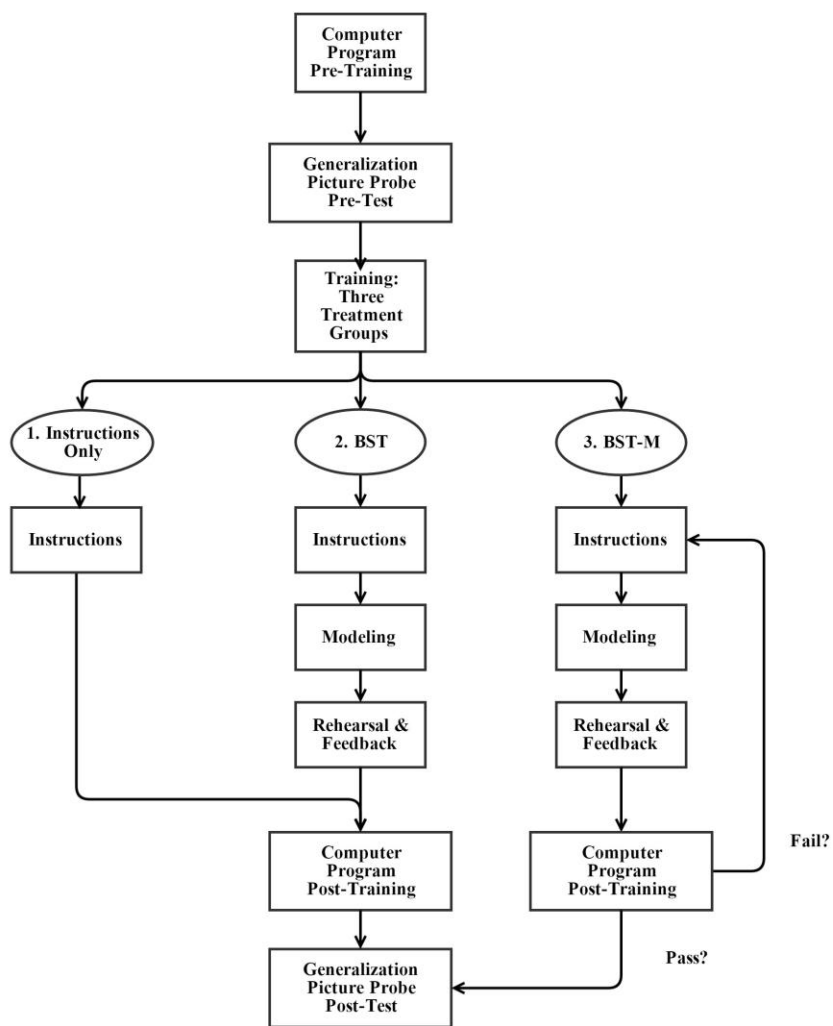 Computer
Program
Pre-Training
Generalization
Picture Probe
Pre-Test
Training:
Three
Treatment
Groups
1. Instructions
Only
2. BST
3. BST-M
Instructions
Instructions
Instructions
Modeling
Modeling
Rehearsal &
Feedback
Rehearsal &
Feedback
Computer
Program
Post-Training
Computer
Program
Post-Training
Fail?
Generalization
Picture Probe
Post-Test
Pass?